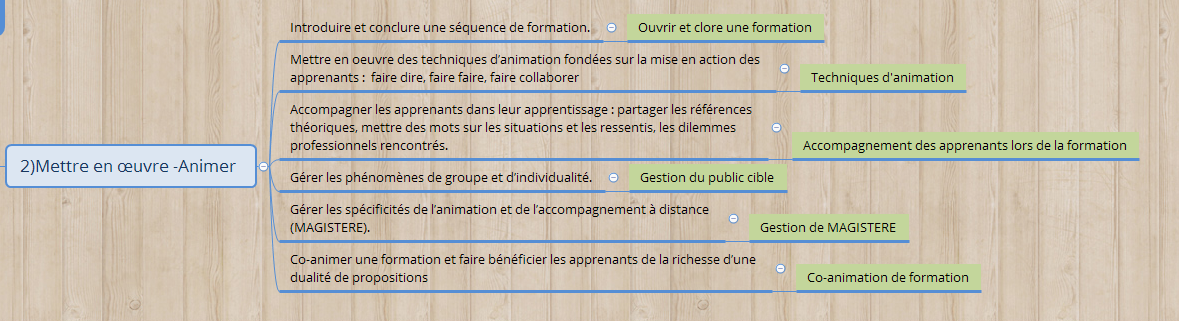 Introduire et conclure une séquence de formation.
Ouvrir et clore une formation
Mettre en oeuvre des techniques d'animation fondées sur la mise en action des
apprenants : faire dire, faire faire, faire collaborer
Techniques d'animation
Accompagner les apprenants dans leur apprentissage : partager les références
théoriques, mettre des mots sur les situations et les ressentis, les dilemmes
professionnels rencontrés.
Accompagnement des apprenants lors de la formation
2)Mettre en œuvre -Animer
Gérer les phénomènes de groupe et d'individualité.
Gestion du public cible
Gérer les spécificités de l'animation et de l'accompagnement à distance
(MAGISTERE).
Gestion de MAGISTERE
Co-animer une formation et faire bénéficier les apprenants de la richesse d'une
dualité de propositions
Co-animation de formation